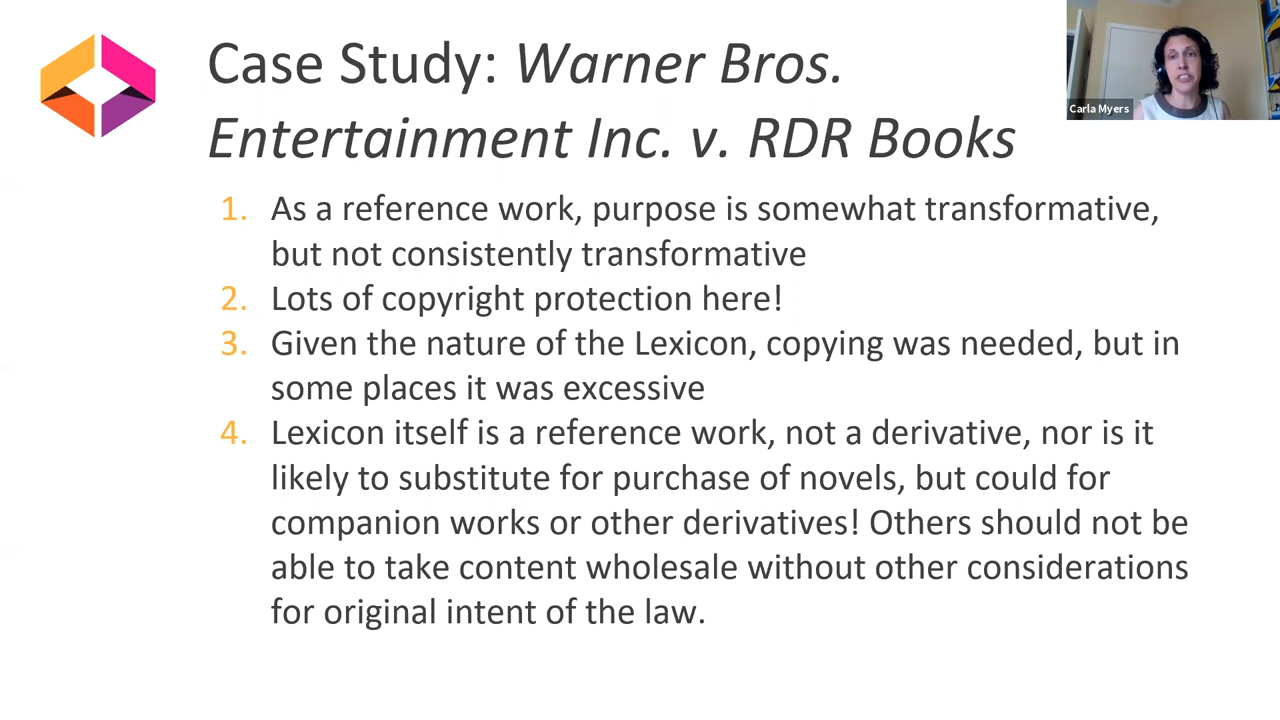 Case Study: Warner Bros.
Entertainment Inc. v. RDR Books
Carla Myers
1. As a reference work, purpose is somewhat transformative,
but not consistently transformative
2. Lots of copyright protection here!
3. Given the nature of the Lexicon, copying was needed, but in
some places it was excessive
4. Lexicon itself is a reference work, not a derivative, nor is it
likely to substitute for purchase of novels, but could for
companion works or other derivatives! Others should not be
able to take content wholesale without other considerations
for original intent of the law.